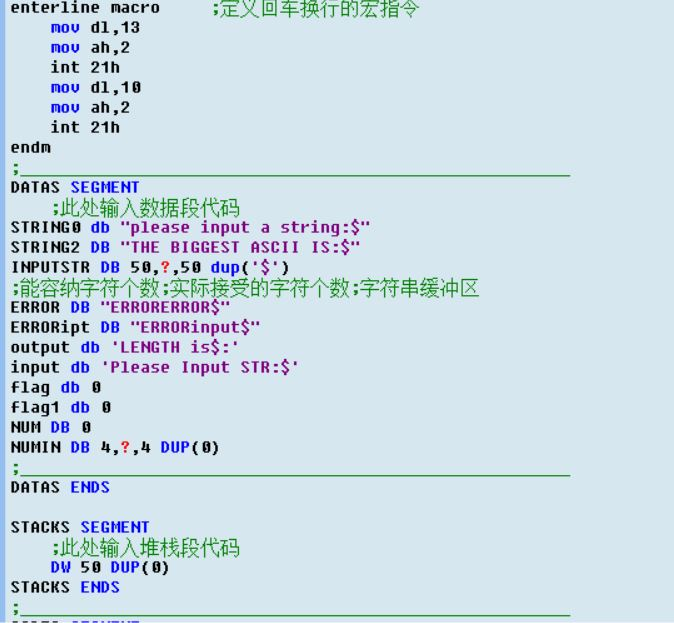 enterline macro ;定义回车换行的宏指令
mov dl,13
mov ah,2
int 21h
mov dl,10
mov ah,2
int 21h
endm
;_______________________________________________________
DATAS SEGMENT
;此处输入数据段代码
STRING0 db "please input a string:$"
STRING2 DB "THE BIGGEST ASCII IS:$"
INPUTSTR DB 50,?,50 dup('$')
;能容纳字符个数;实际接受的字符个数;字符串缓冲区
ERROR DB "ERRORERROR$"
ERRORipt DB "ERRORinput$"
output db 'LENGTH is$:'
input db 'Please Input STR:$'
flag db 0
flag1 db 0
NUM DB 0
NUMIN DB 4,?,4 DUP(0)
;_______________________________________________________
DATAS ENDS
STACKS SEGMENT
;此处输入堆栈段代码
DW 50 DUP(0)
STACKS ENDS
;_______________________________________________________